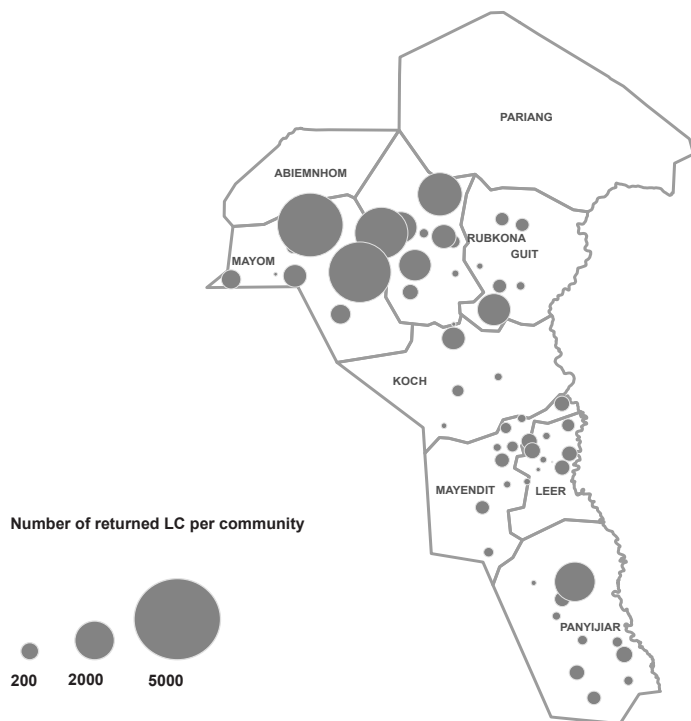 PARIANG
ABIEMNHOM
RUBKONA
GUIT
MAYOM
KOCH
MAYENDIT
LEER
Number of returned LC per community
PANYIJIAR
200 2000 5000